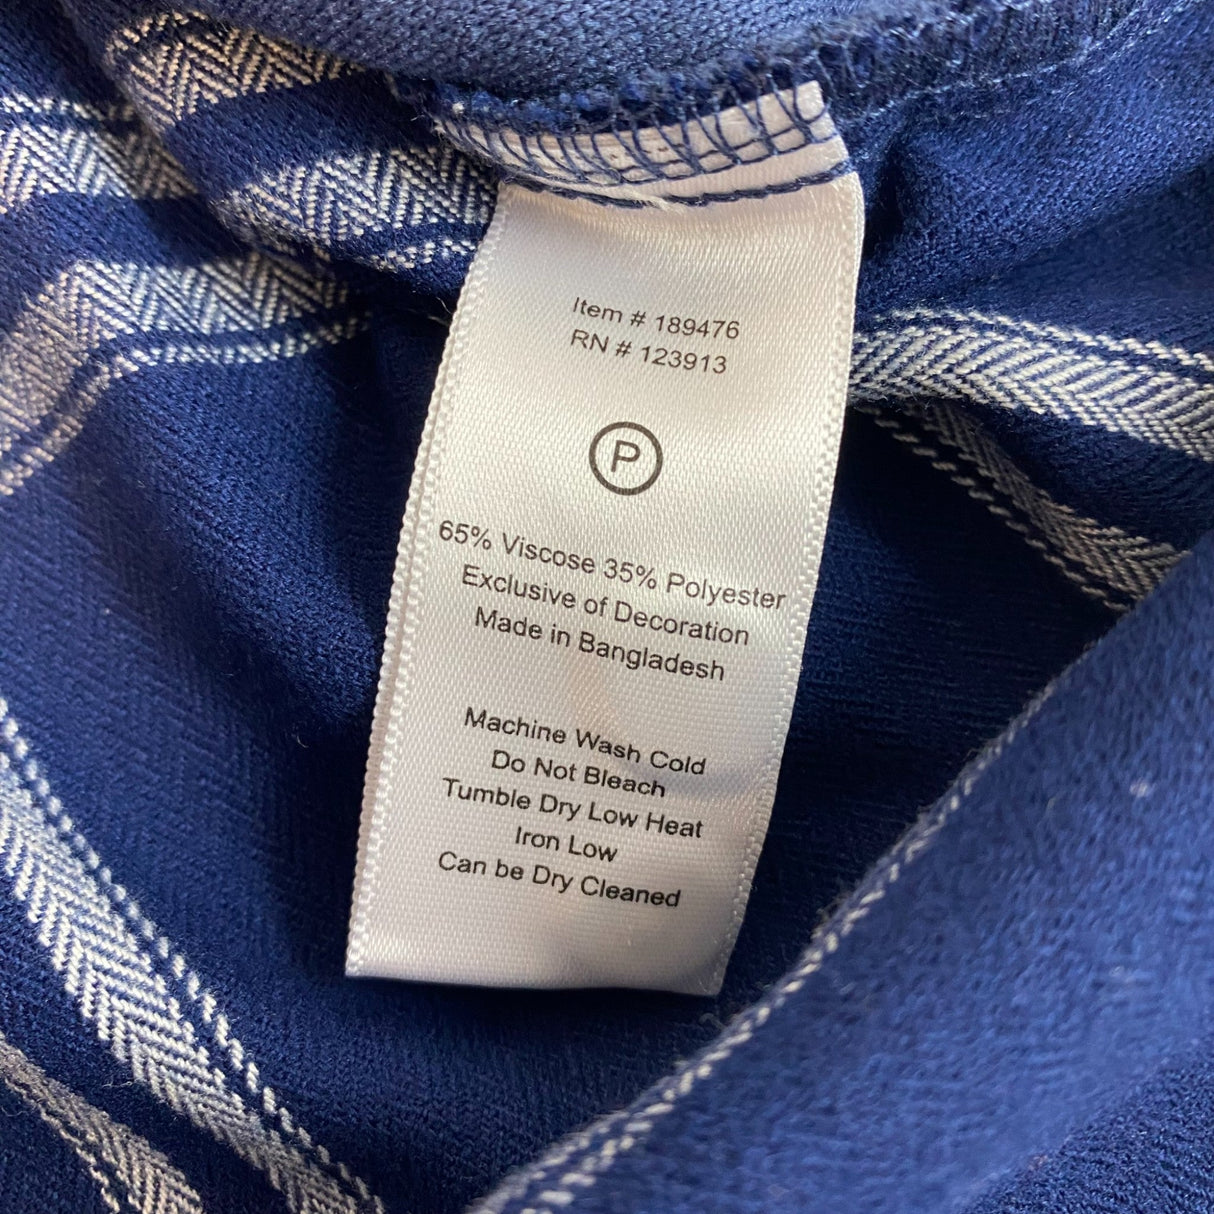 Item # 189476
RN # 123913
P
65% Viscose 35% Polyester
Exclusive of Decoration
Made in Bangladesh
Machine Wash Cold
Do Not Bleach
Tumble Dry Low Heat
Iron Low
Can be Dry Cleaned